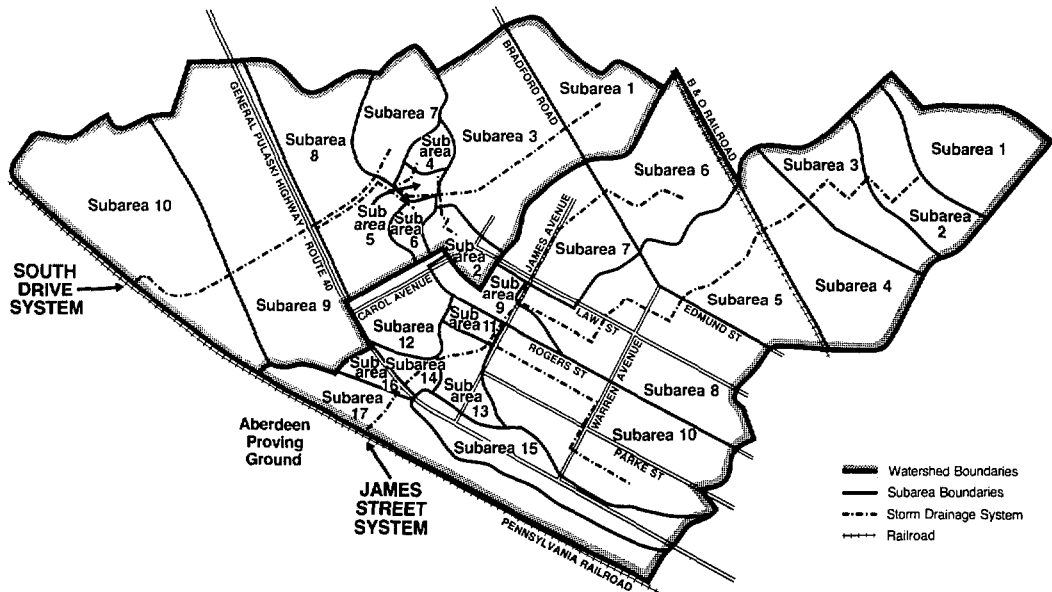 Subarea 1
BRADFORD ROAD
B & O RAILROAD
GENERAL PULASKI HIGHWAY - ROUTE 40
Subarea 7
Subarea 3
Subarea
8
Sub
area
4
Subarea 6
Subarea 3
Subarea 1
Subarea
2
Subarea 10
Sub
area
5
Sub
area
6
Sub
area
2
JAMES AVENUE
Subarea 7
Subarea 4
SOUTH
DRIVE
SYSTEM
Subarea 9
CAROL AVENUE
Sub
area
9
Subarea 5
LAW ST
EDMUND ST
Subarea
12
Sub
area 11
ROGERS ST
WARREN AVENUE
Sub
area
16
Subarea
14
Sub
area
13
Subarea 8
Subarea
17
Subarea 10
Subarea 15
PARKE ST
Aberdeen
Proving
Ground
JAMES
STREET
SYSTEM
PENNSYLVANIA RAILROAD
Watershed Boundaries
Subarea Boundaries
Storm Drainage System
Railroad